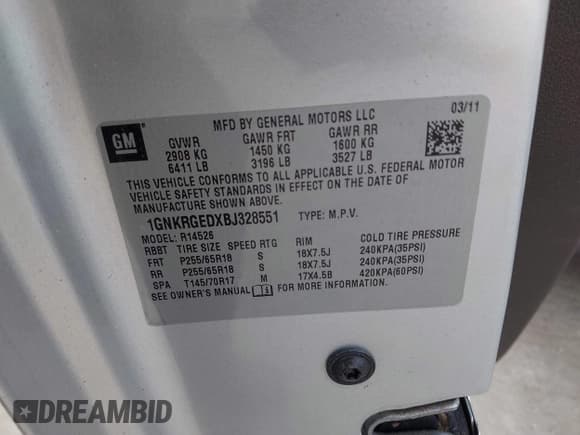 GM
MFD BY GENERAL MOTORS LLC 03/11
GVWR GAWR FRT GAWR RR
2908 KG 1450 KG 1600 KG
6411 LB 3196 LB 3527 LB
THIS VEHICLE CONFORMS TO ALL APPLICABLE U.S. FEDERAL MOTOR
VEHICLE SAFETY STANDARDS IN EFFECT ON THE DATE OF
MANUFACTURE SHOWN ABOVE.
1GNKRGEDXBJ328551 TYPE: M.P.V.
MODEL: R14526
RBBT TIRE SIZE SPEED RTG RIM COLD TIRE PRESSURE
FRT P255/65R18 S 18X7.5J 240KPA(35PSI)
RR P255/65R18 S 18X7.5J 240KPA(35PSI)
SPA T145/70R17 M 17X4.5B 420KPA(60PSI)
SEE OWNER'S MANUAL FOR MORE INFORMATION.
DREAMBID